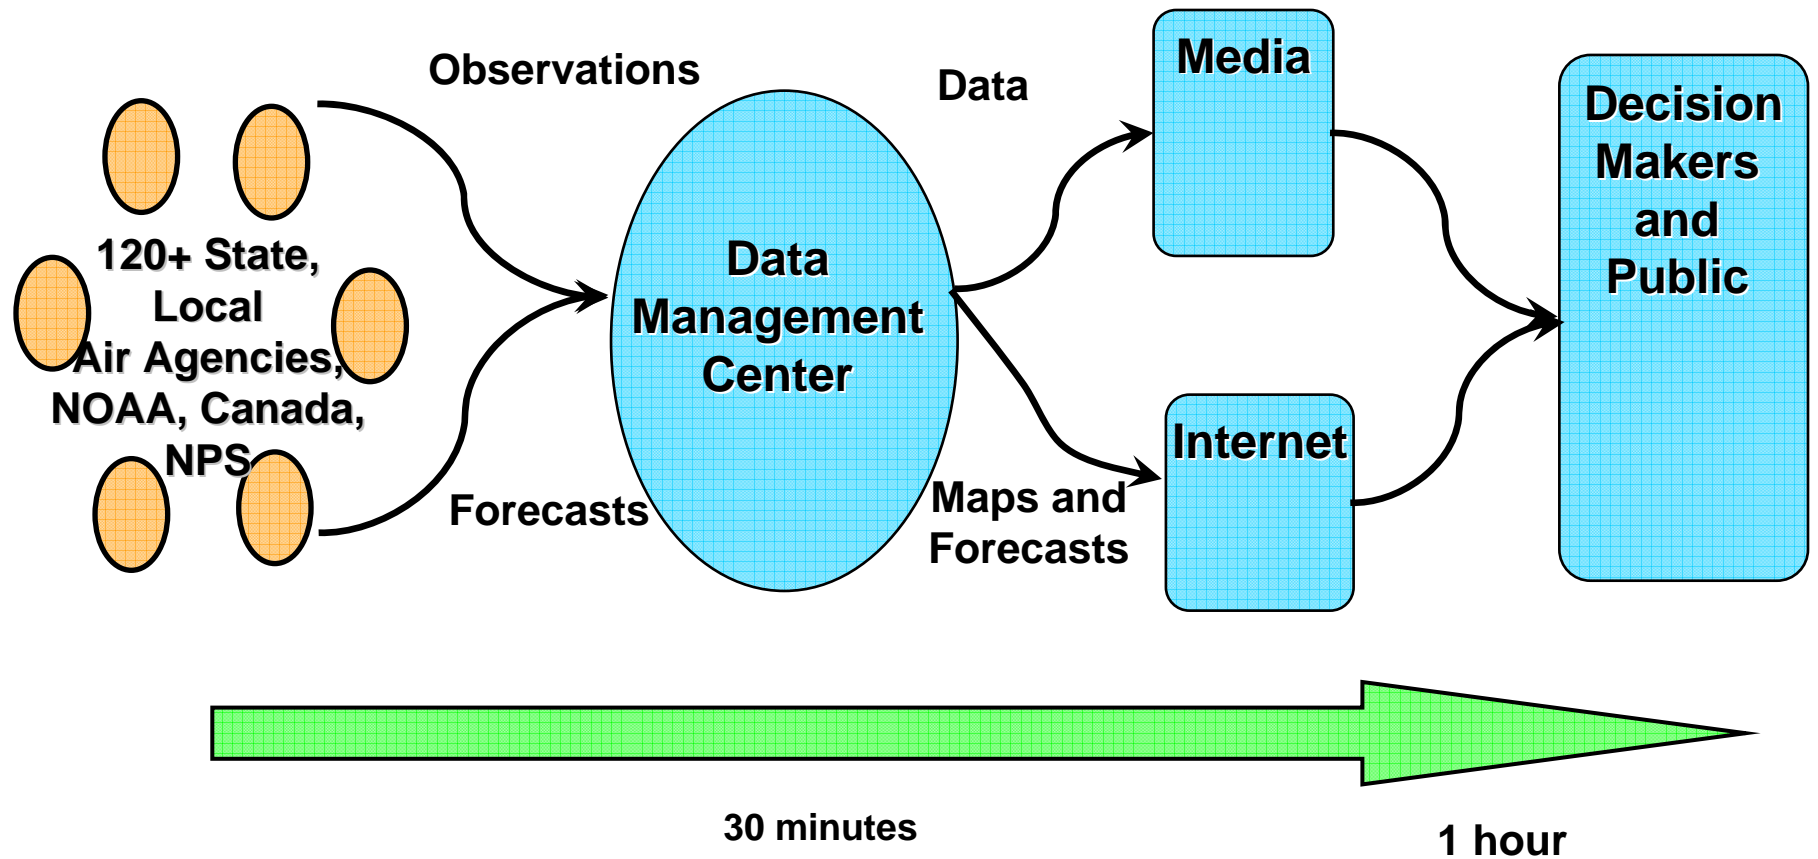 Observations
120+ State,
Local
Air Agencies,
NOAA, Canada,
NPS
Forecasts
Data
Management
Center
Data
Maps and
Forecasts
Media
Internet
Decision
Makers
and
Public
30 minutes
1 hour